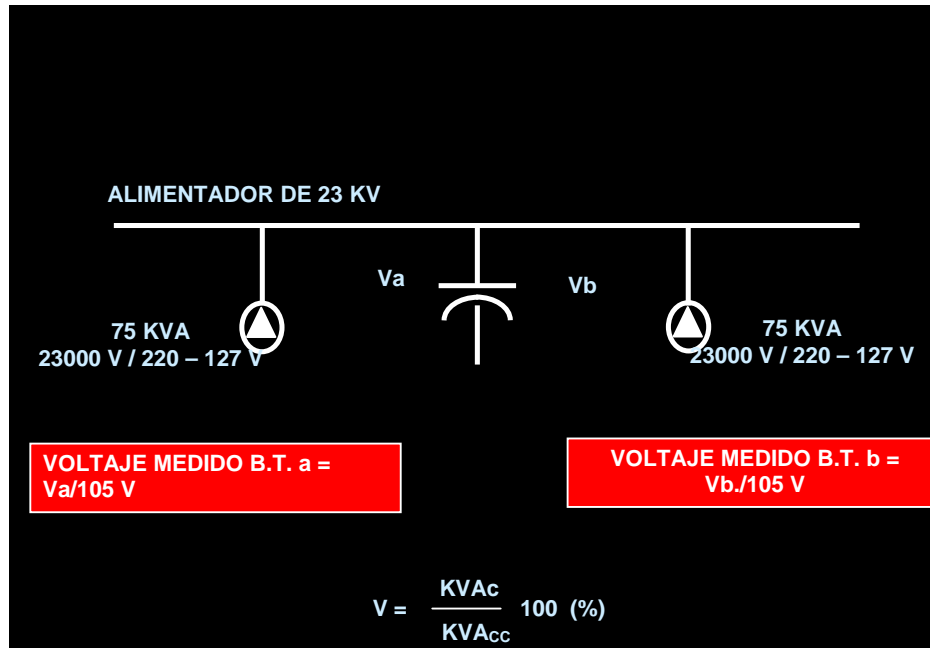 ALIMENTADOR DE 23 KV
Va
Vb
75 KVA
23000 V / 220 – 127 V
75 KVA
23000 V / 220 – 127 V
VOLTAJE MEDIDO B.T. a =
Va/105 V
VOLTAJE MEDIDO B.T. b =
Vb./105 V
V = KVAc 100 (%)
KVACC